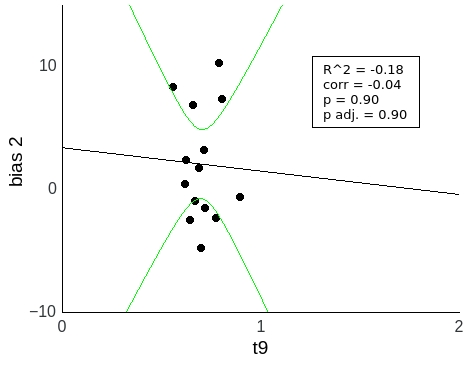 10
R^2 = -0.18
corr = -0.04
p = 0.90
p adj. = 0.90
bias 2
0
−10
0
1
2
t9